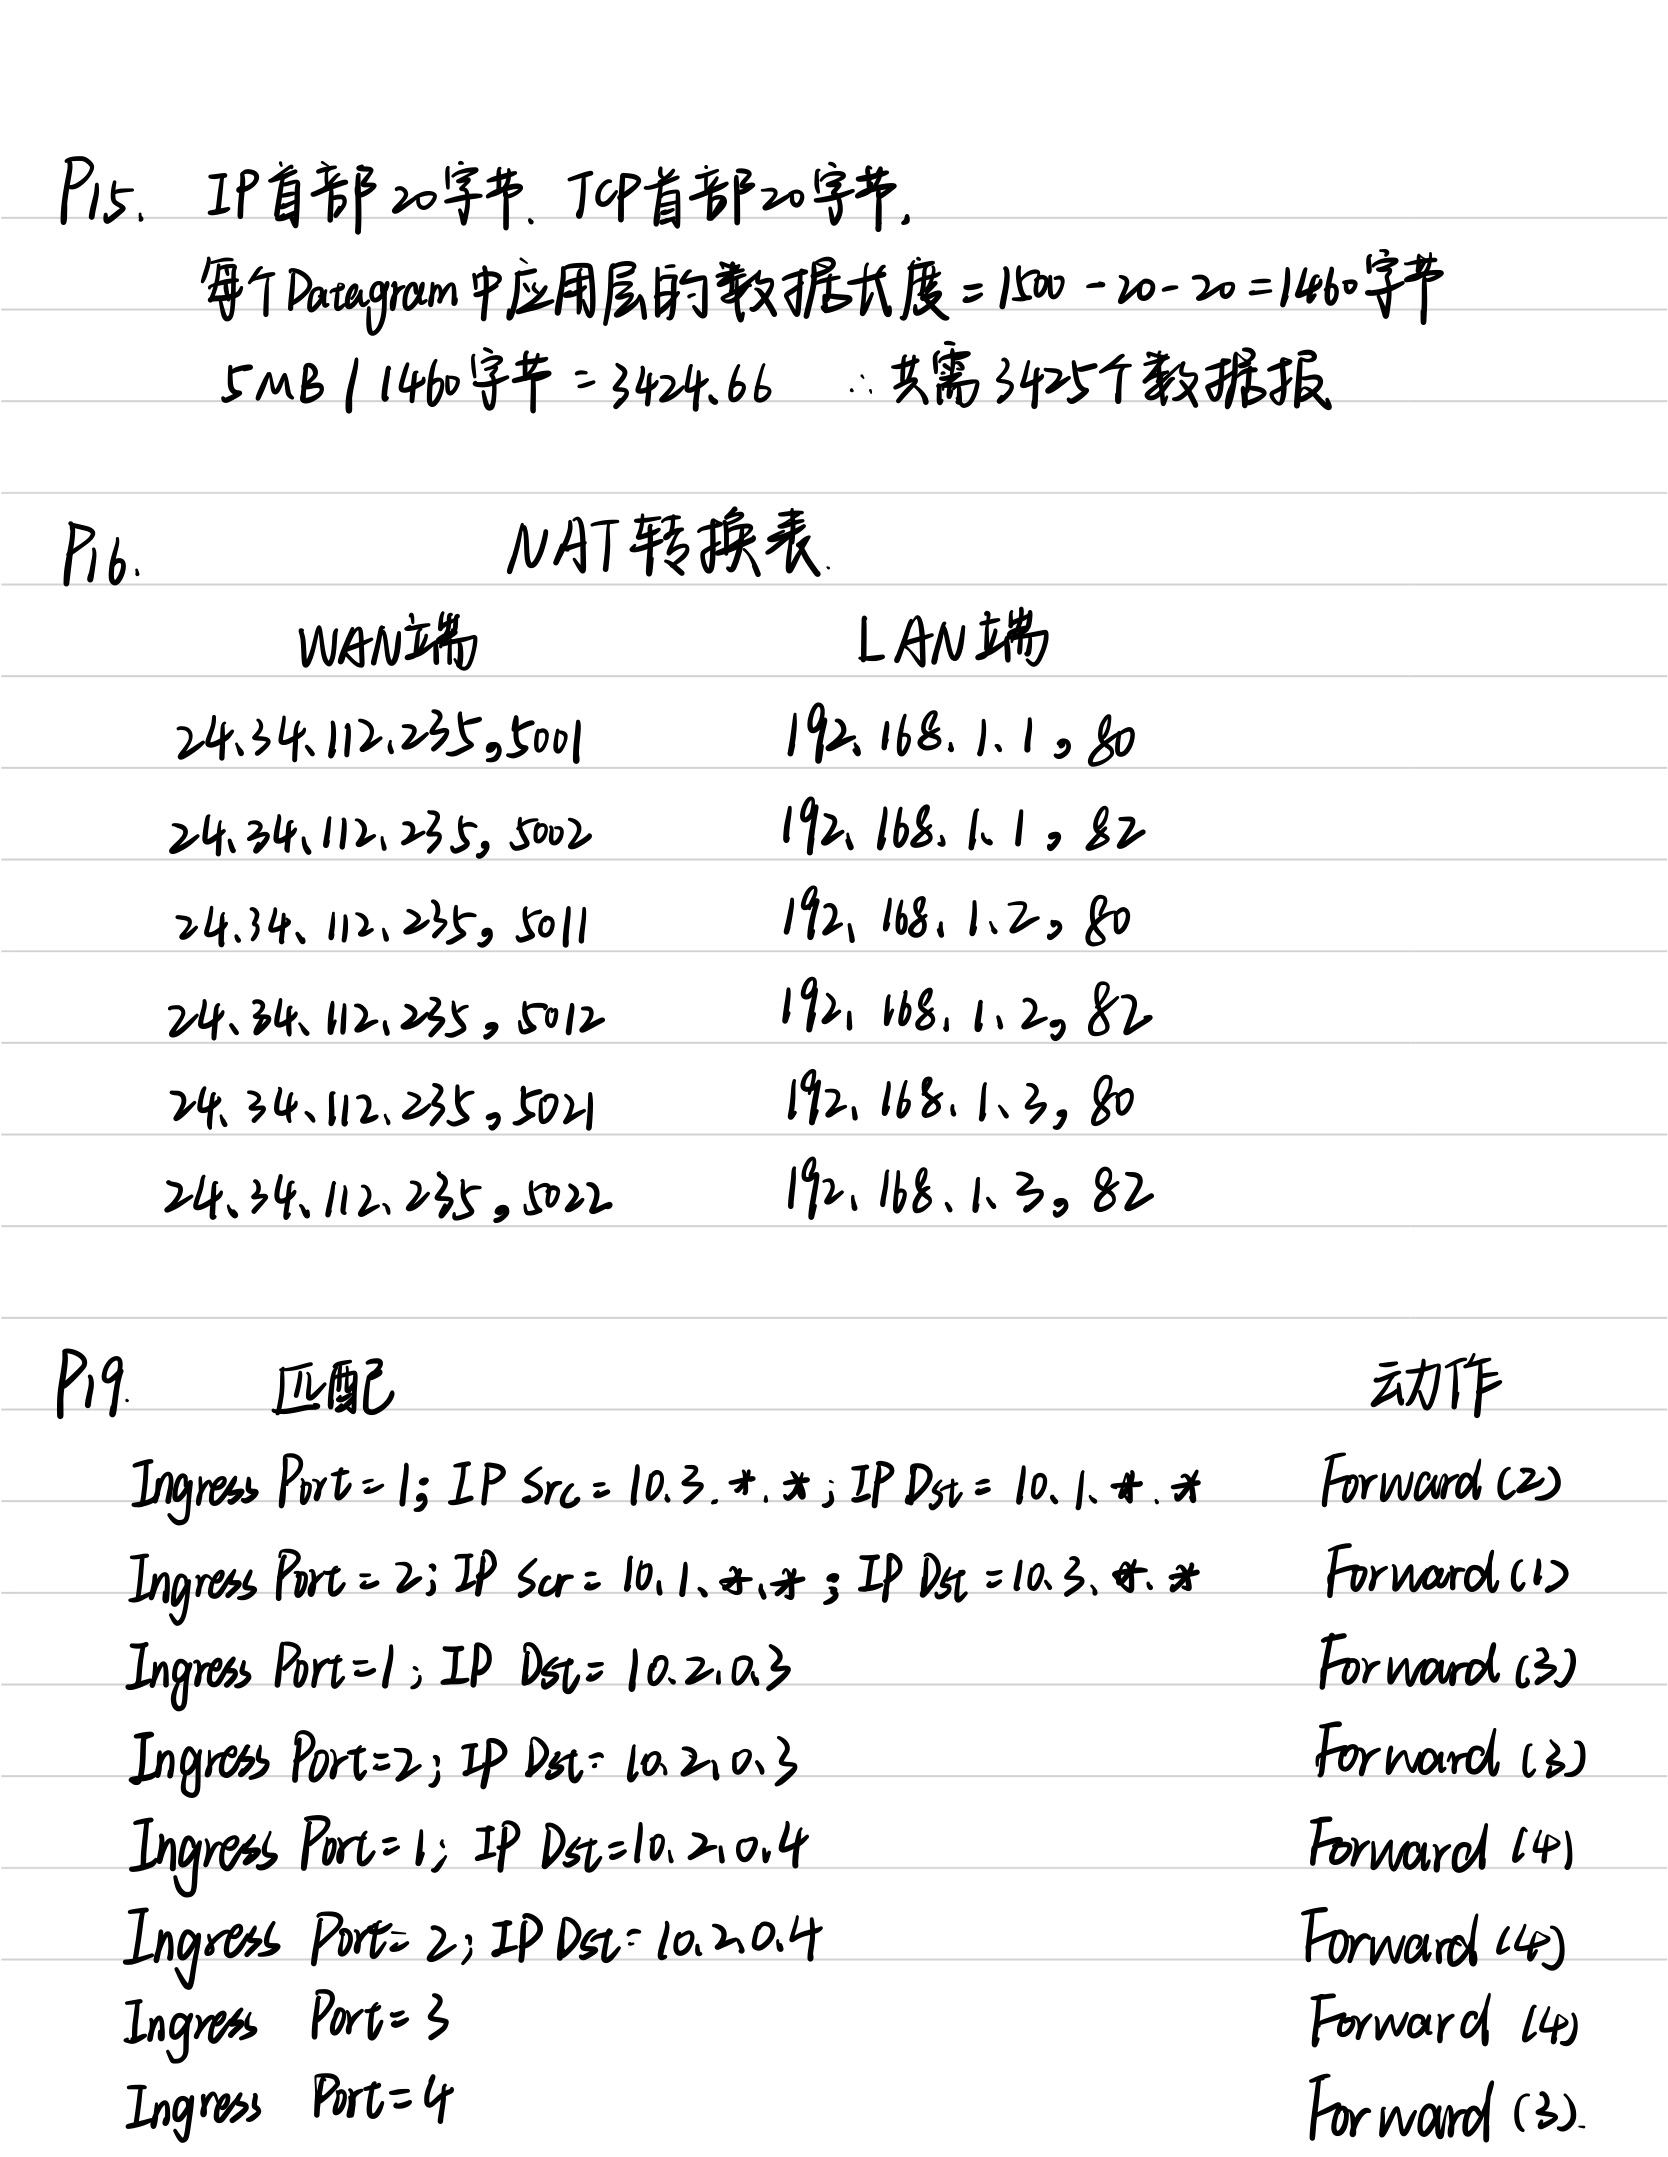 P15. IP首部20字节. TCP首部20字节.
每个Datagram中应用层的数据长度=1500-20-20=1460字节
5MB / 1460字节 = 3424.66 ∴共需3425个数据报
P16. NAT转换表.
WAN端 LAN端
24.34.112.235,5001 192.168.1.1,80
24.34.112.235,5002 192.168.1.1,82
24.34.112.235,5011 192.168.1.2,80
24.34.112.235,5012 192.168.1.2,82
24.34.112.235,5021 192.168.1.3,80
24.34.112.235,5022 192.168.1.3,82
P19. 匹配 动作
Ingress Port=1; IP Src=10.3.*.*; IP Dst=10.1.*.* Forward(2)
Ingress Port=2; IP Scr=10.1.*.*; IP Dst=10.3.*.* Forward(1)
Ingress Port=1; IP Dst=10.2.0.3 Forward(3)
Ingress Port=2; IP Dst=10.2.0.3 Forward(3)
Ingress Port=1; IP Dst=10.2.0.4 Forward(4)
Ingress Port=2; IP Dst=10.2.0.4 Forward(4)
Ingress Port=3 Forward(4)
Ingress Port=4 Forward(3).